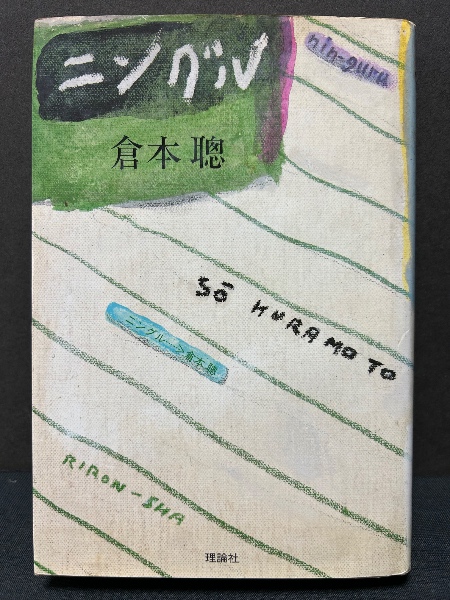 ニングル
nin-guru
倉本聰
Sō KURAMOTO
ニングル 倉本聰
RIRON-SHA
理論社